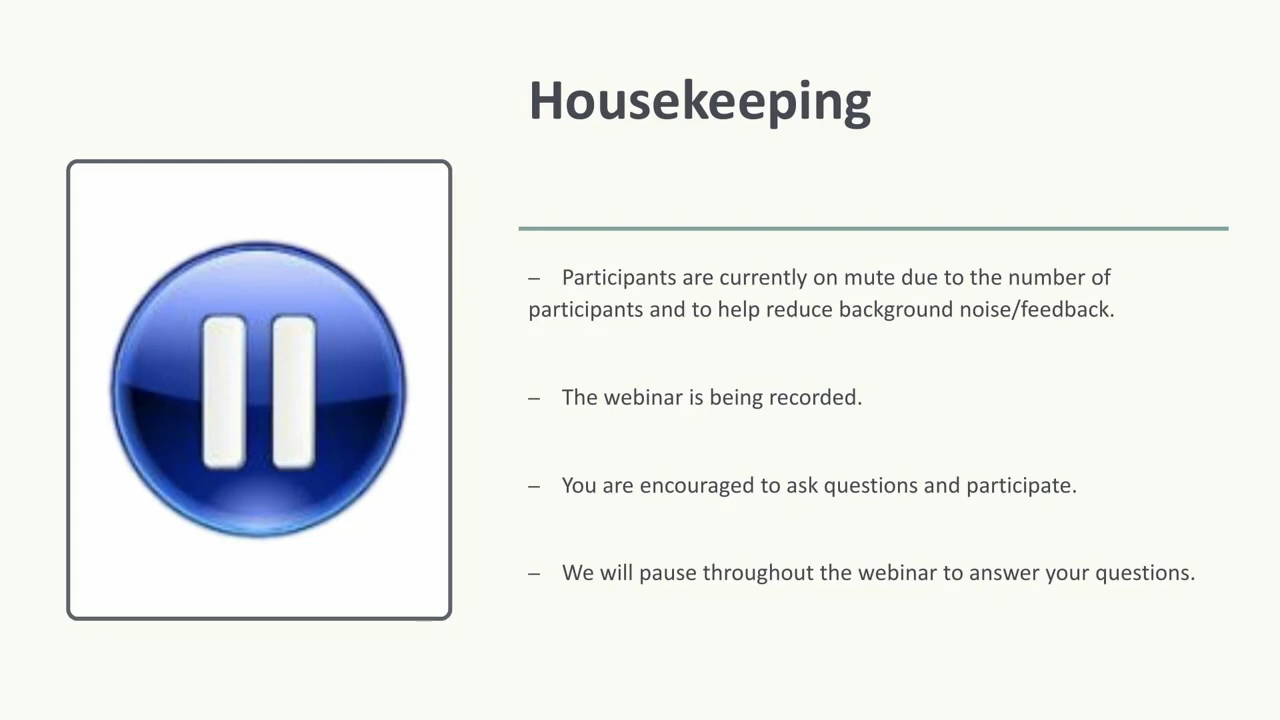 Housekeeping
– Participants are currently on mute due to the number of
participants and to help reduce background noise/feedback.
– The webinar is being recorded.
– You are encouraged to ask questions and participate.
– We will pause throughout the webinar to answer your questions.